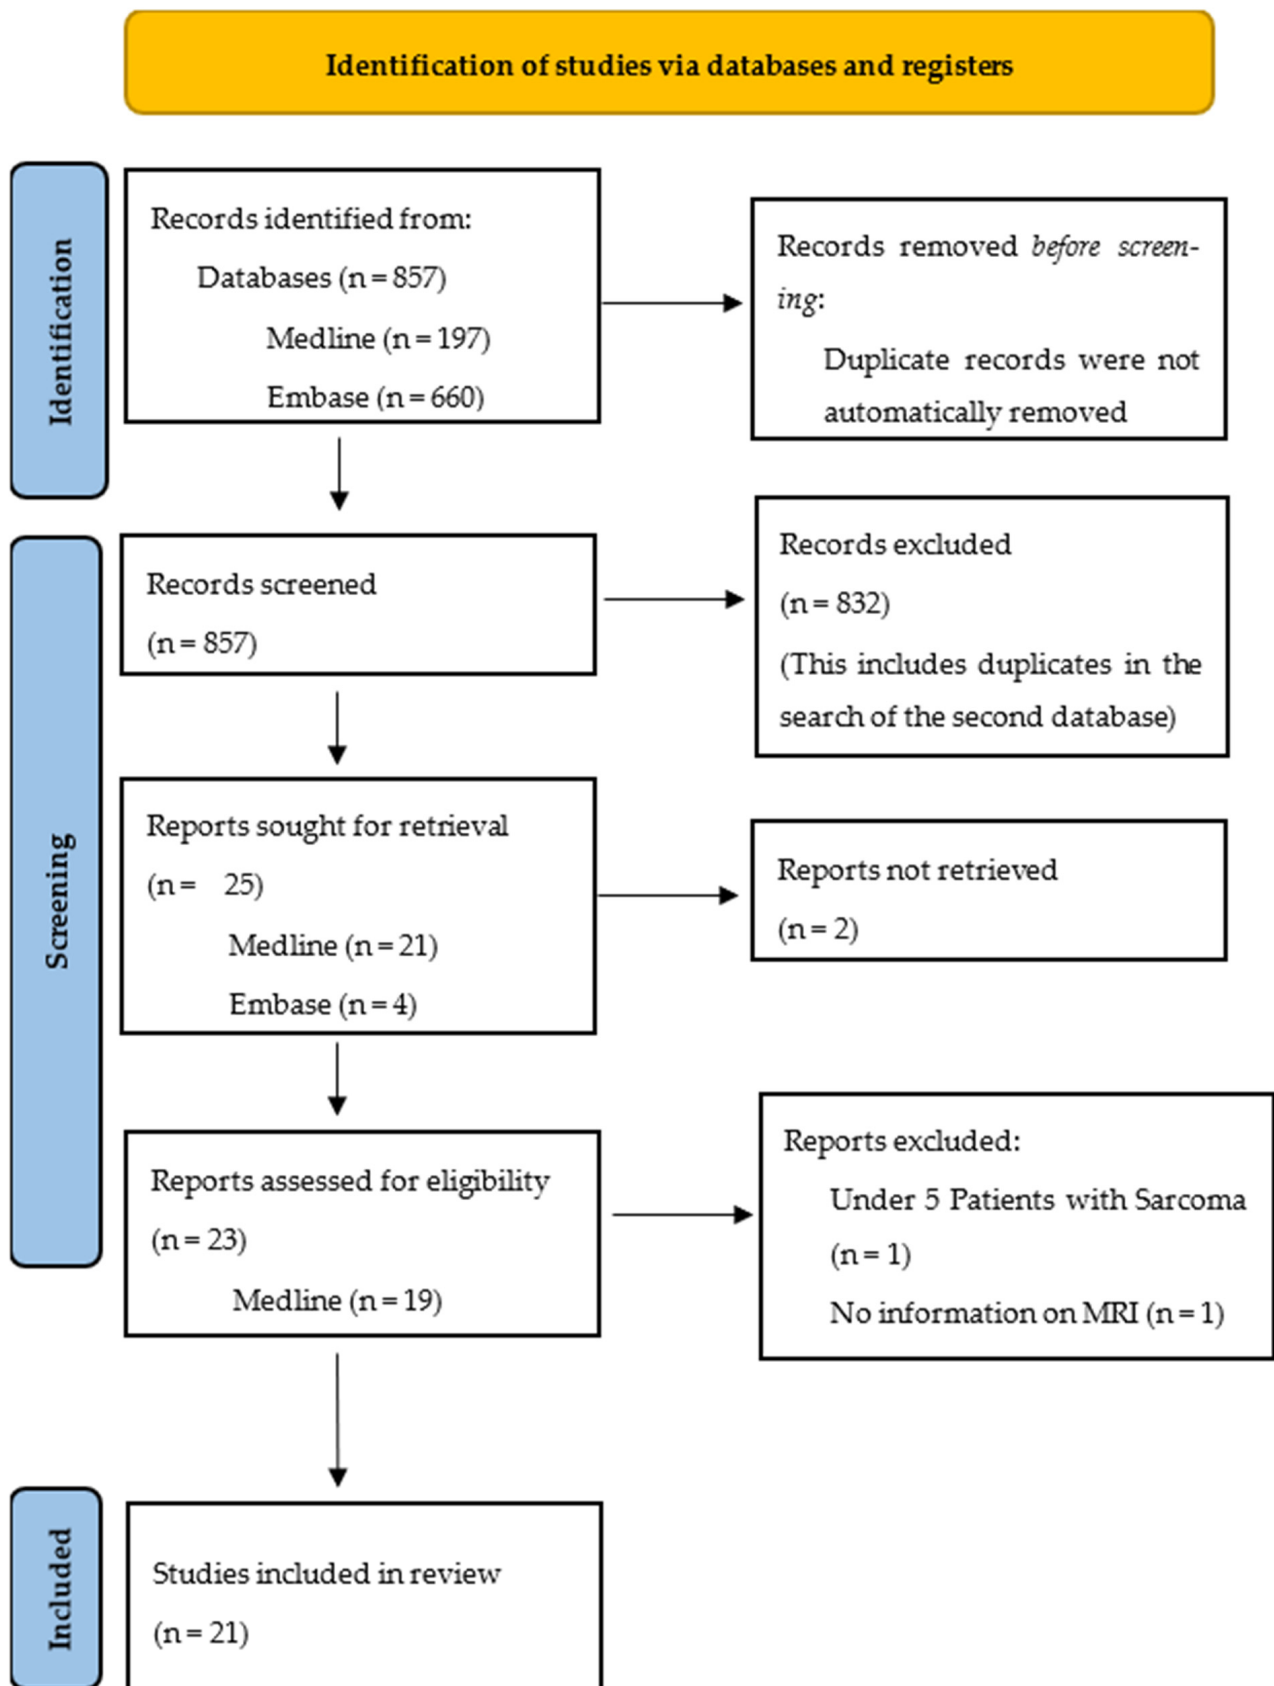 Identification of studies via databases and registers
Identification
Records identified from:
Databases (n = 857)
Medline (n = 197)
Embase (n = 660)
Records removed before screen-
ing:
Duplicate records were not
automatically removed
Screening
Records screened
(n = 857)
Records excluded
(n = 832)
(This includes duplicates in the
search of the second database)
Reports sought for retrieval
(n = 25)
Medline (n = 21)
Embase (n = 4)
Reports not retrieved
(n = 2)
Reports assessed for eligibility
(n = 23)
Medline (n = 19)
Reports excluded:
Under 5 Patients with Sarcoma
(n = 1)
No information on MRI (n = 1)
Included
Studies included in review
(n = 21)